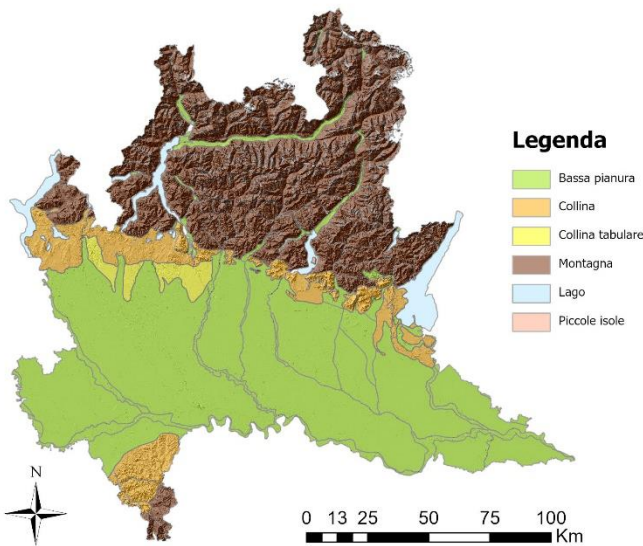 Legenda
Bassa pianura
Collina
Collina tabulare
Montagna
Lago
Piccole isole
N
0 13 25 50 75 100
Km